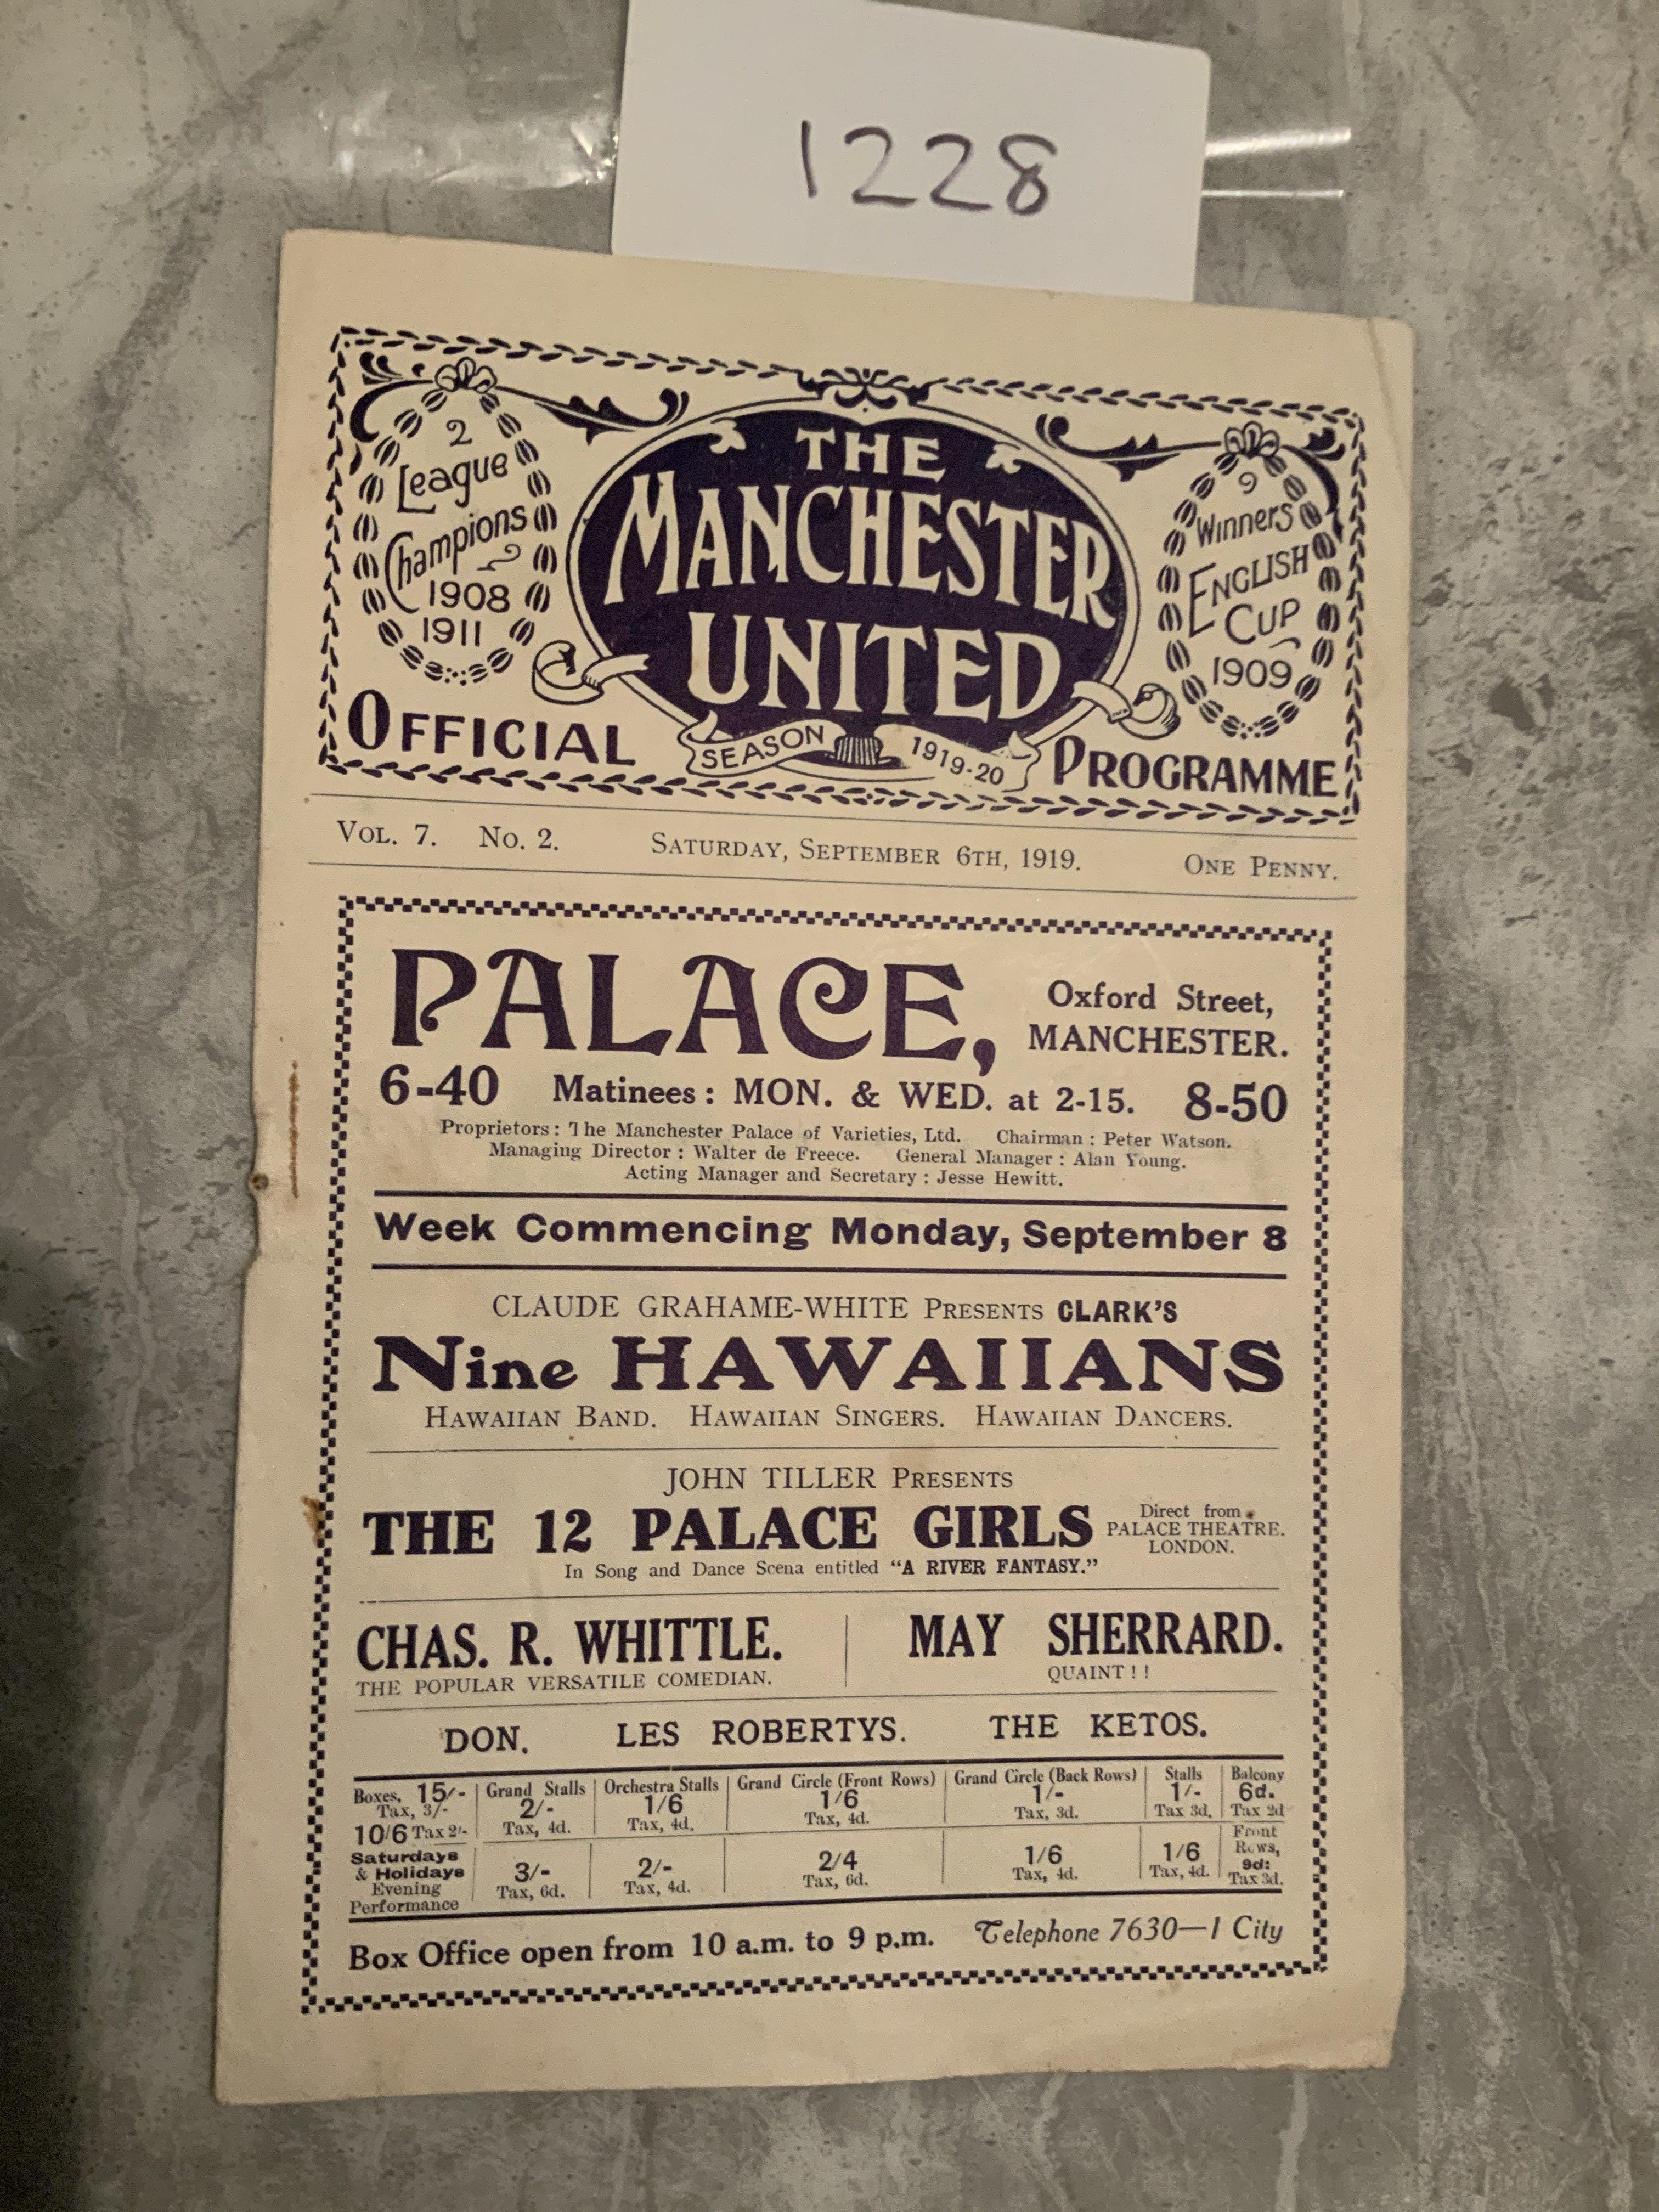 1228
2
League
Champions
1908
1911
THE
MANCHESTER
UNITED
Winners
ENGLISH
CUP
1909
OFFICIAL
SEASON 1919-20
PROGRAMME
VOL. 7. No. 2. SATURDAY, SEPTEMBER 6TH, 1919. ONE PENNY.
PALACE, Oxford Street,
MANCHESTER.
6-40 Matinees: MON. & WED. at 2-15. 8-50
Proprietors: The Manchester Palace of Varieties, Ltd. Chairman: Peter Watson.
Managing Director: Walter de Freece. General Manager: Alan Young.
Acting Manager and Secretary: Jesse Hewitt.
Week Commencing Monday, September 8
CLAUDE GRAHAME-WHITE PRESENTS CLARK'S
Nine HAWAIIANS
HAWAIIAN BAND. HAWAIIAN SINGERS. HAWAIIAN DANCERS.
JOHN TILLER PRESENTS
THE 12 PALACE GIRLS
Direct from
PALACE THEATRE.
LONDON.
In Song and Dance Scena entitled "A RIVER FANTASY."
CHAS. R. WHITTLE.
THE POPULAR VERSATILE COMEDIAN.
MAY SHERRARD.
QUAINT!!
DON. LES ROBERTYS. THE KETOS.
Boxes, 15/- Grand Stalls Orchestra Stalls Grand Circle (Front Rows) Grand Circle (Back Rows) Stalls Balcony
Tax, 3/- 2/- 1/6 1/6 1/- 1/- 6d.
10/6 Tax 2/- Tax, 4d. Tax, 4d. Tax, 4d. Tax, 3d. Tax 3d. Tax 2d
Saturdays
& Holidays
Evening
Performance
3/- 2/- 2/4 1/6 1/6 Front
Rows,
9d:
Tax, 6d. Tax, 4d. Tax, 6d. Tax, 4d. Tax, 4d. Tax 3d.
Box Office open from 10 a.m. to 9 p.m. Telephone 7630—1 City